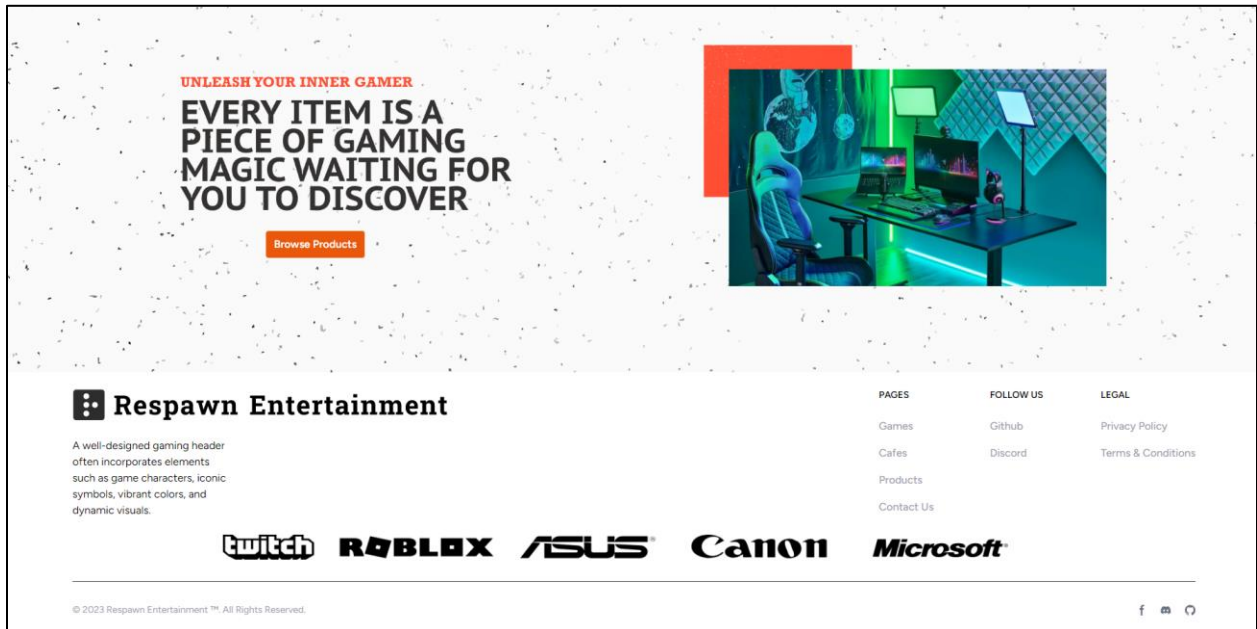 UNLEASH YOUR INNER GAMER
EVERY ITEM IS A
PIECE OF GAMING
MAGIC WAITING FOR
YOU TO DISCOVER
Browse Products
Respawn Entertainment
A well-designed gaming header
often incorporates elements
such as game characters, iconic
symbols, vibrant colors, and
dynamic visuals.
PAGES
Games
Cafes
Products
Contact Us
FOLLOW US
Github
Discord
LEGAL
Privacy Policy
Terms & Conditions
twitch
ROBLOX
ASUS
Canon
Microsoft
© 2023 Respawn Entertainment ™. All Rights Reserved.